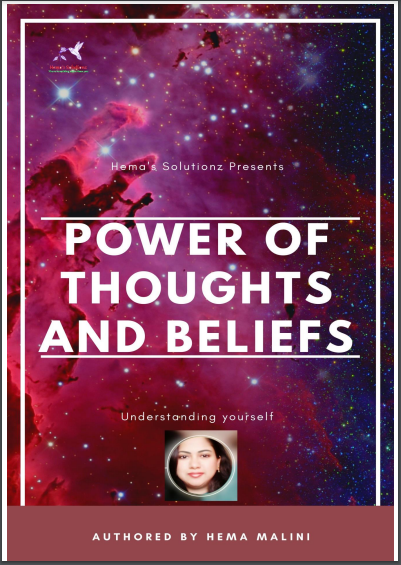 Hema's Solutionz Presents
POWER OF
THOUGHTS
AND BELIEFS
Understanding yourself
AUTHORED BY HEMA MALINI